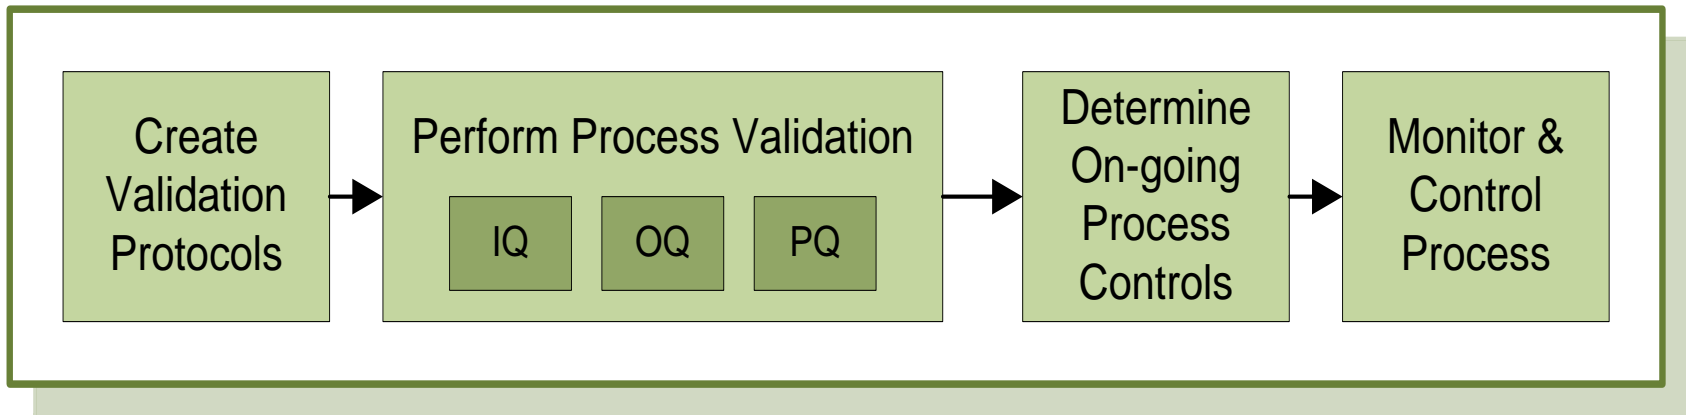 Create
Validation
Protocols
Perform Process Validation
IQ
OQ
PQ
Determine
On-going
Process
Controls
Monitor &
Control
Process